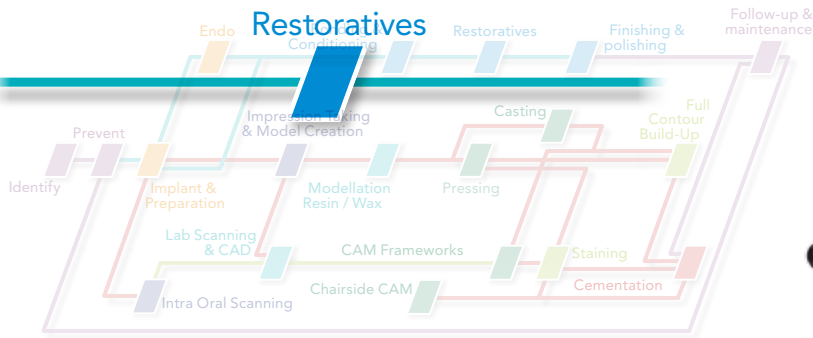 Restoratives
Endo
Bonding &
Conditioning
Restoratives
Finishing &
polishing
Follow-up &
maintenance
Prevent
Impression Taking
& Model Creation
Casting
Full
Contour
Build-Up
Identify
Implant &
Preparation
Modellation
Resin / Wax
Pressing
Lab Scanning
& CAD
CAM Frameworks
Staining
Intra Oral Scanning
Chairside CAM
Cementation